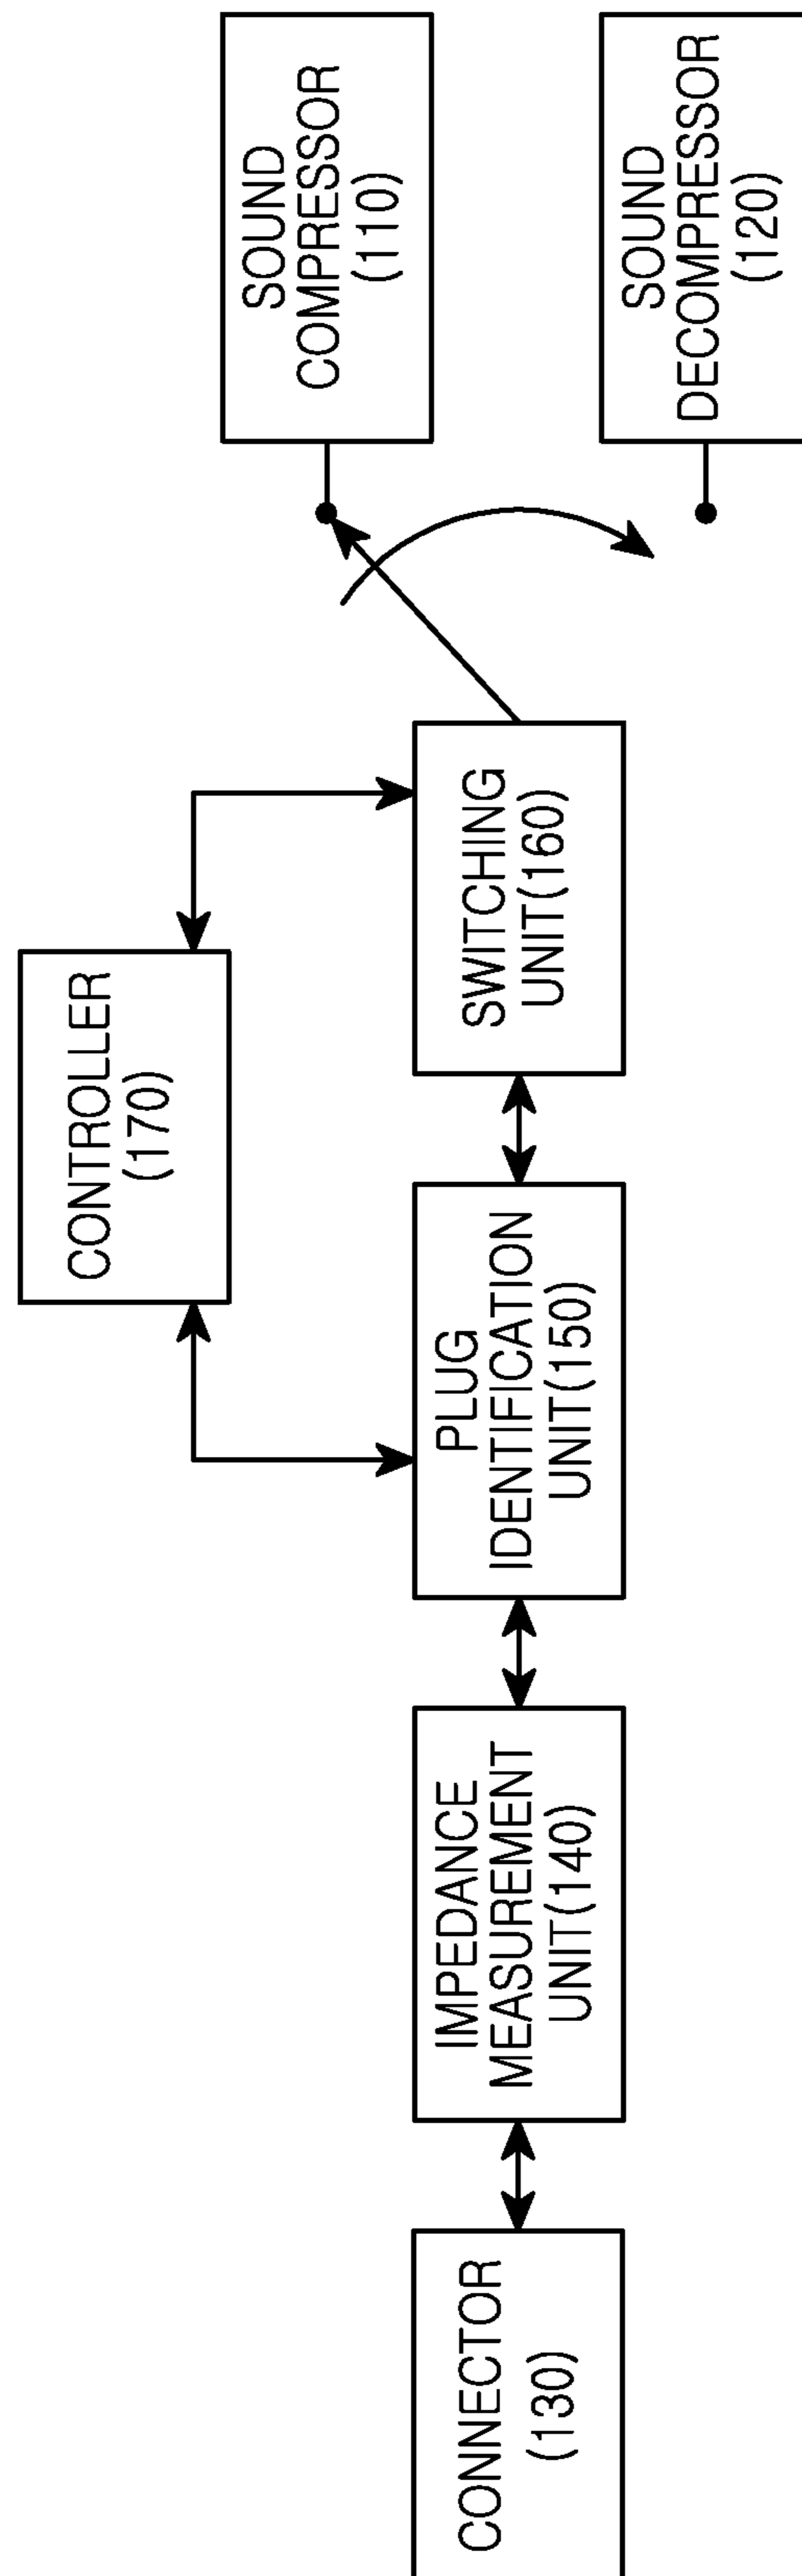 CONTROLLER
(170)
CONNECTOR
(130)
IMPEDANCE
MEASUREMENT
UNIT(140)
PLUG
IDENTIFICATION
UNIT(150)
SWITCHING
UNIT(160)
SOUND
COMPRESSOR
(110)
SOUND
DECOMPRESSOR
(120)